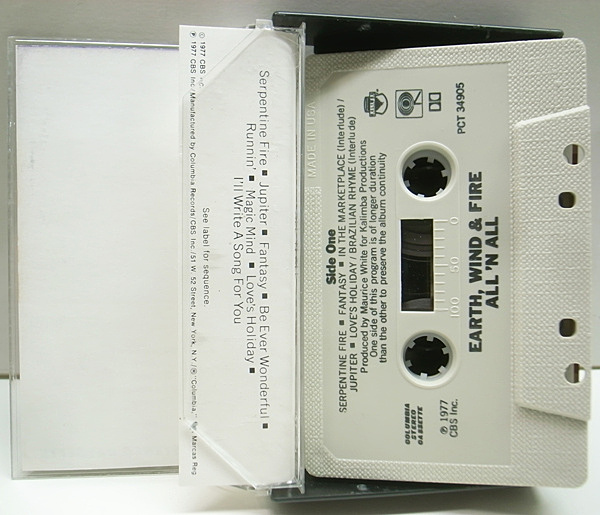 Serpentine Fire ■ Jupiter ■ Fantasy ■ Be Ever Wonderful ■
Runnin' ■ Magic Mind ■ Love's Holiday ■
I'll Write A Song For You
See label for sequence.
© 1977 CBS Inc.
℗ 1977 CBS Inc./Manufactured by Columbia Records/CBS Inc./51 W. 52 Street, New York, N.Y. ® "Columbia," Marcas Reg.
MADE IN USA
Side One
SERPENTINE FIRE ■ FANTASY ■ IN THE MARKETPLACE (Interlude) /
JUPITER ■ LOVE'S HOLIDAY / BRAZILIAN RHYME (Interlude)
Produced by Maurice White for Kalimba Productions
One side of this program is of longer duration
than the other to preserve the album continuity
0
50
100
PCT 34905
COLUMBIA
STEREO
CASSETTE
℗ 1977
CBS Inc.
EARTH, WIND & FIRE
ALL 'N ALL